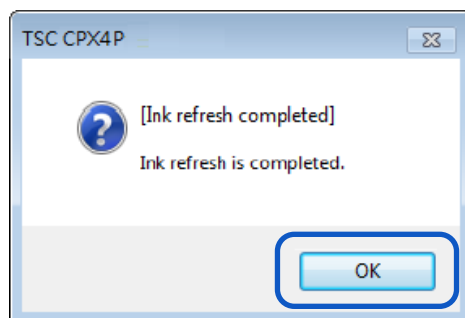 TSC CPX4P
[Ink refresh completed]
Ink refresh is completed.
OK